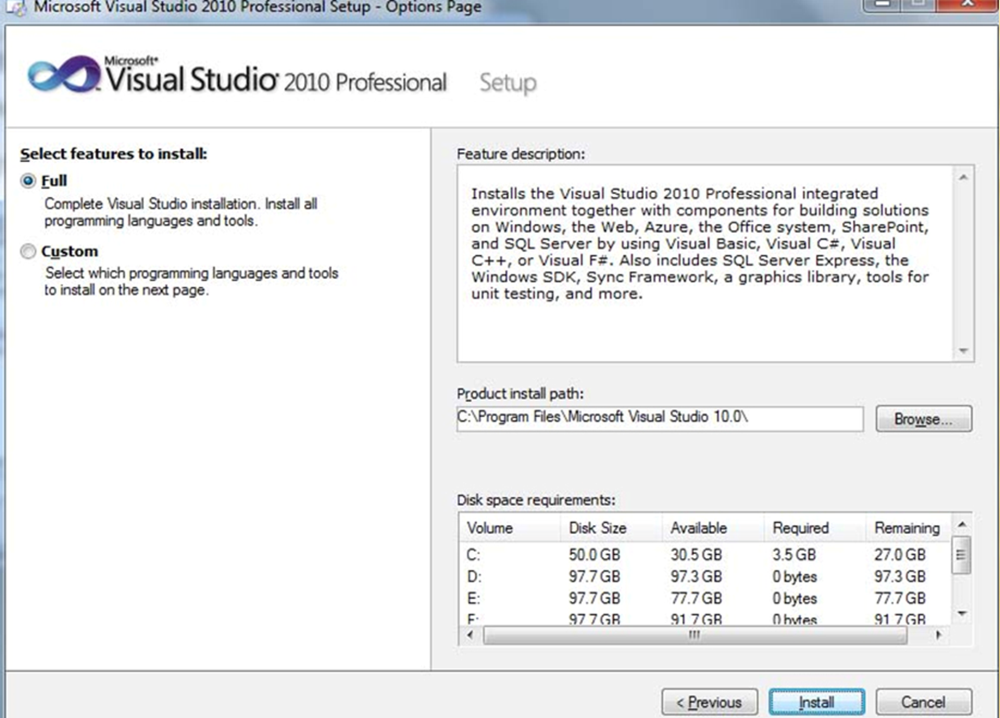 Microsoft Visual Studio 2010 Professional Setup - Options Page
Microsoft®
Visual Studio® 2010 Professional Setup
Select features to install:
Full
Complete Visual Studio installation. Install all
programming languages and tools.
Custom
Select which programming languages and tools
to install on the next page.
Feature description:
Installs the Visual Studio 2010 Professional integrated
environment together with components for building solutions
on Windows, the Web, Azure, the Office system, SharePoint,
and SQL Server by using Visual Basic, Visual C#, Visual
C++, or Visual F#. Also includes SQL Server Express, the
Windows SDK, Sync Framework, a graphics library, tools for
unit testing, and more.
Product install path:
C:\Program Files\Microsoft Visual Studio 10.0\
Browse...
Disk space requirements:
Volume Disk Size Available Required Remaining
C: 50.0 GB 30.5 GB 3.5 GB 27.0 GB
D: 97.7 GB 97.3 GB 0 bytes 97.3 GB
E: 97.7 GB 77.7 GB 0 bytes 77.7 GB
F: 97.7 GB 91.7 GB 0 bytes 91.7 GB
< Previous Install Cancel